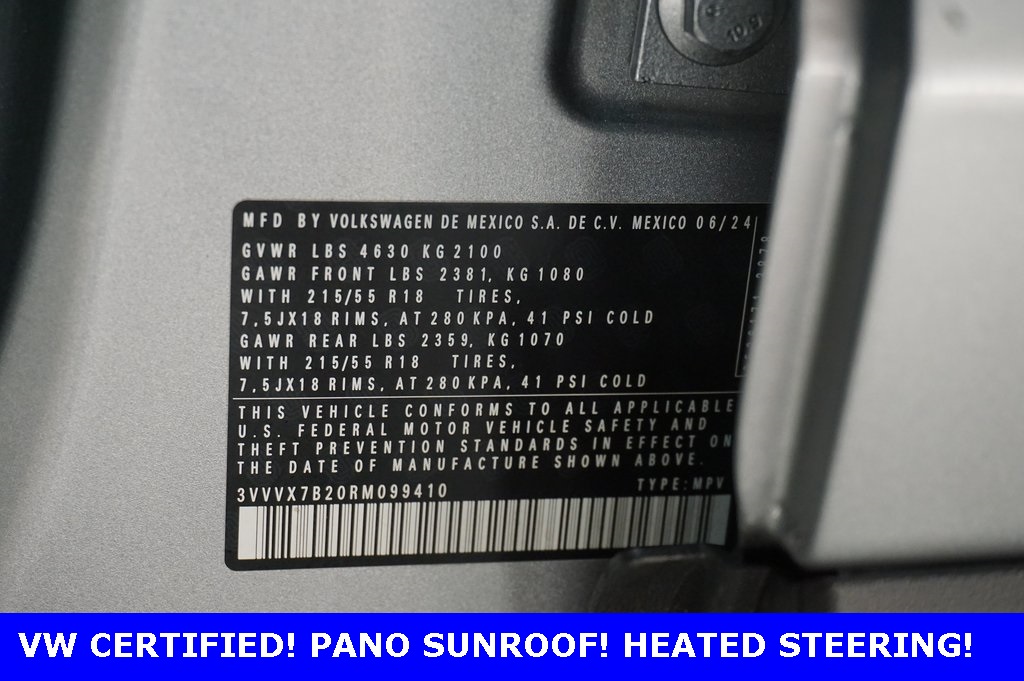 10.9
MFD BY VOLKSWAGEN DE MEXICO S.A. DE C.V. MEXICO 06/24
GVWR LBS 4630 KG 2100
GAWR FRONT LBS 2381, KG 1080
WITH 215/55 R18 TIRES,
7,5JX18 RIMS, AT 280 KPA, 41 PSI COLD
GAWR REAR LBS 2359, KG 1070
WITH 215/55 R18 TIRES,
7,5JX18 RIMS, AT 280 KPA, 41 PSI COLD
THIS VEHICLE CONFORMS TO ALL APPLICABLE
U.S. FEDERAL MOTOR VEHICLE SAFETY AND
THEFT PREVENTION STANDARDS IN EFFECT ON
THE DATE OF MANUFACTURE SHOWN ABOVE.
3VVVX7B20RM099410 TYPE: MPV
VW CERTIFIED! PANO SUNROOF! HEATED STEERING!